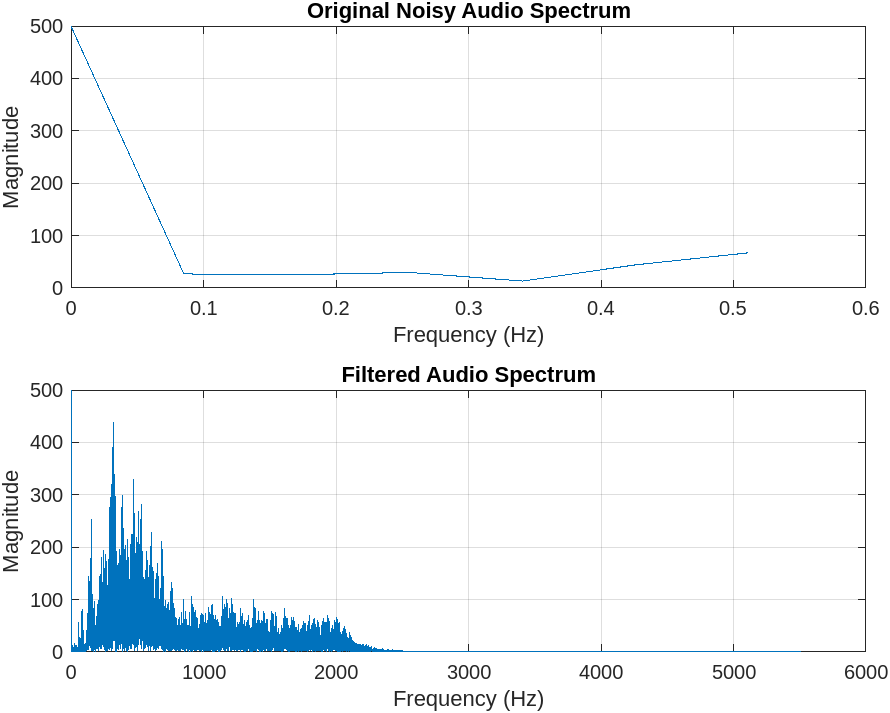 Original Noisy Audio Spectrum
500
400
300
200
100
0
Magnitude
0 0.1 0.2 0.3 0.4 0.5 0.6
Frequency (Hz)
Filtered Audio Spectrum
500
400
300
200
100
0
Magnitude
0 1000 2000 3000 4000 5000 6000
Frequency (Hz)